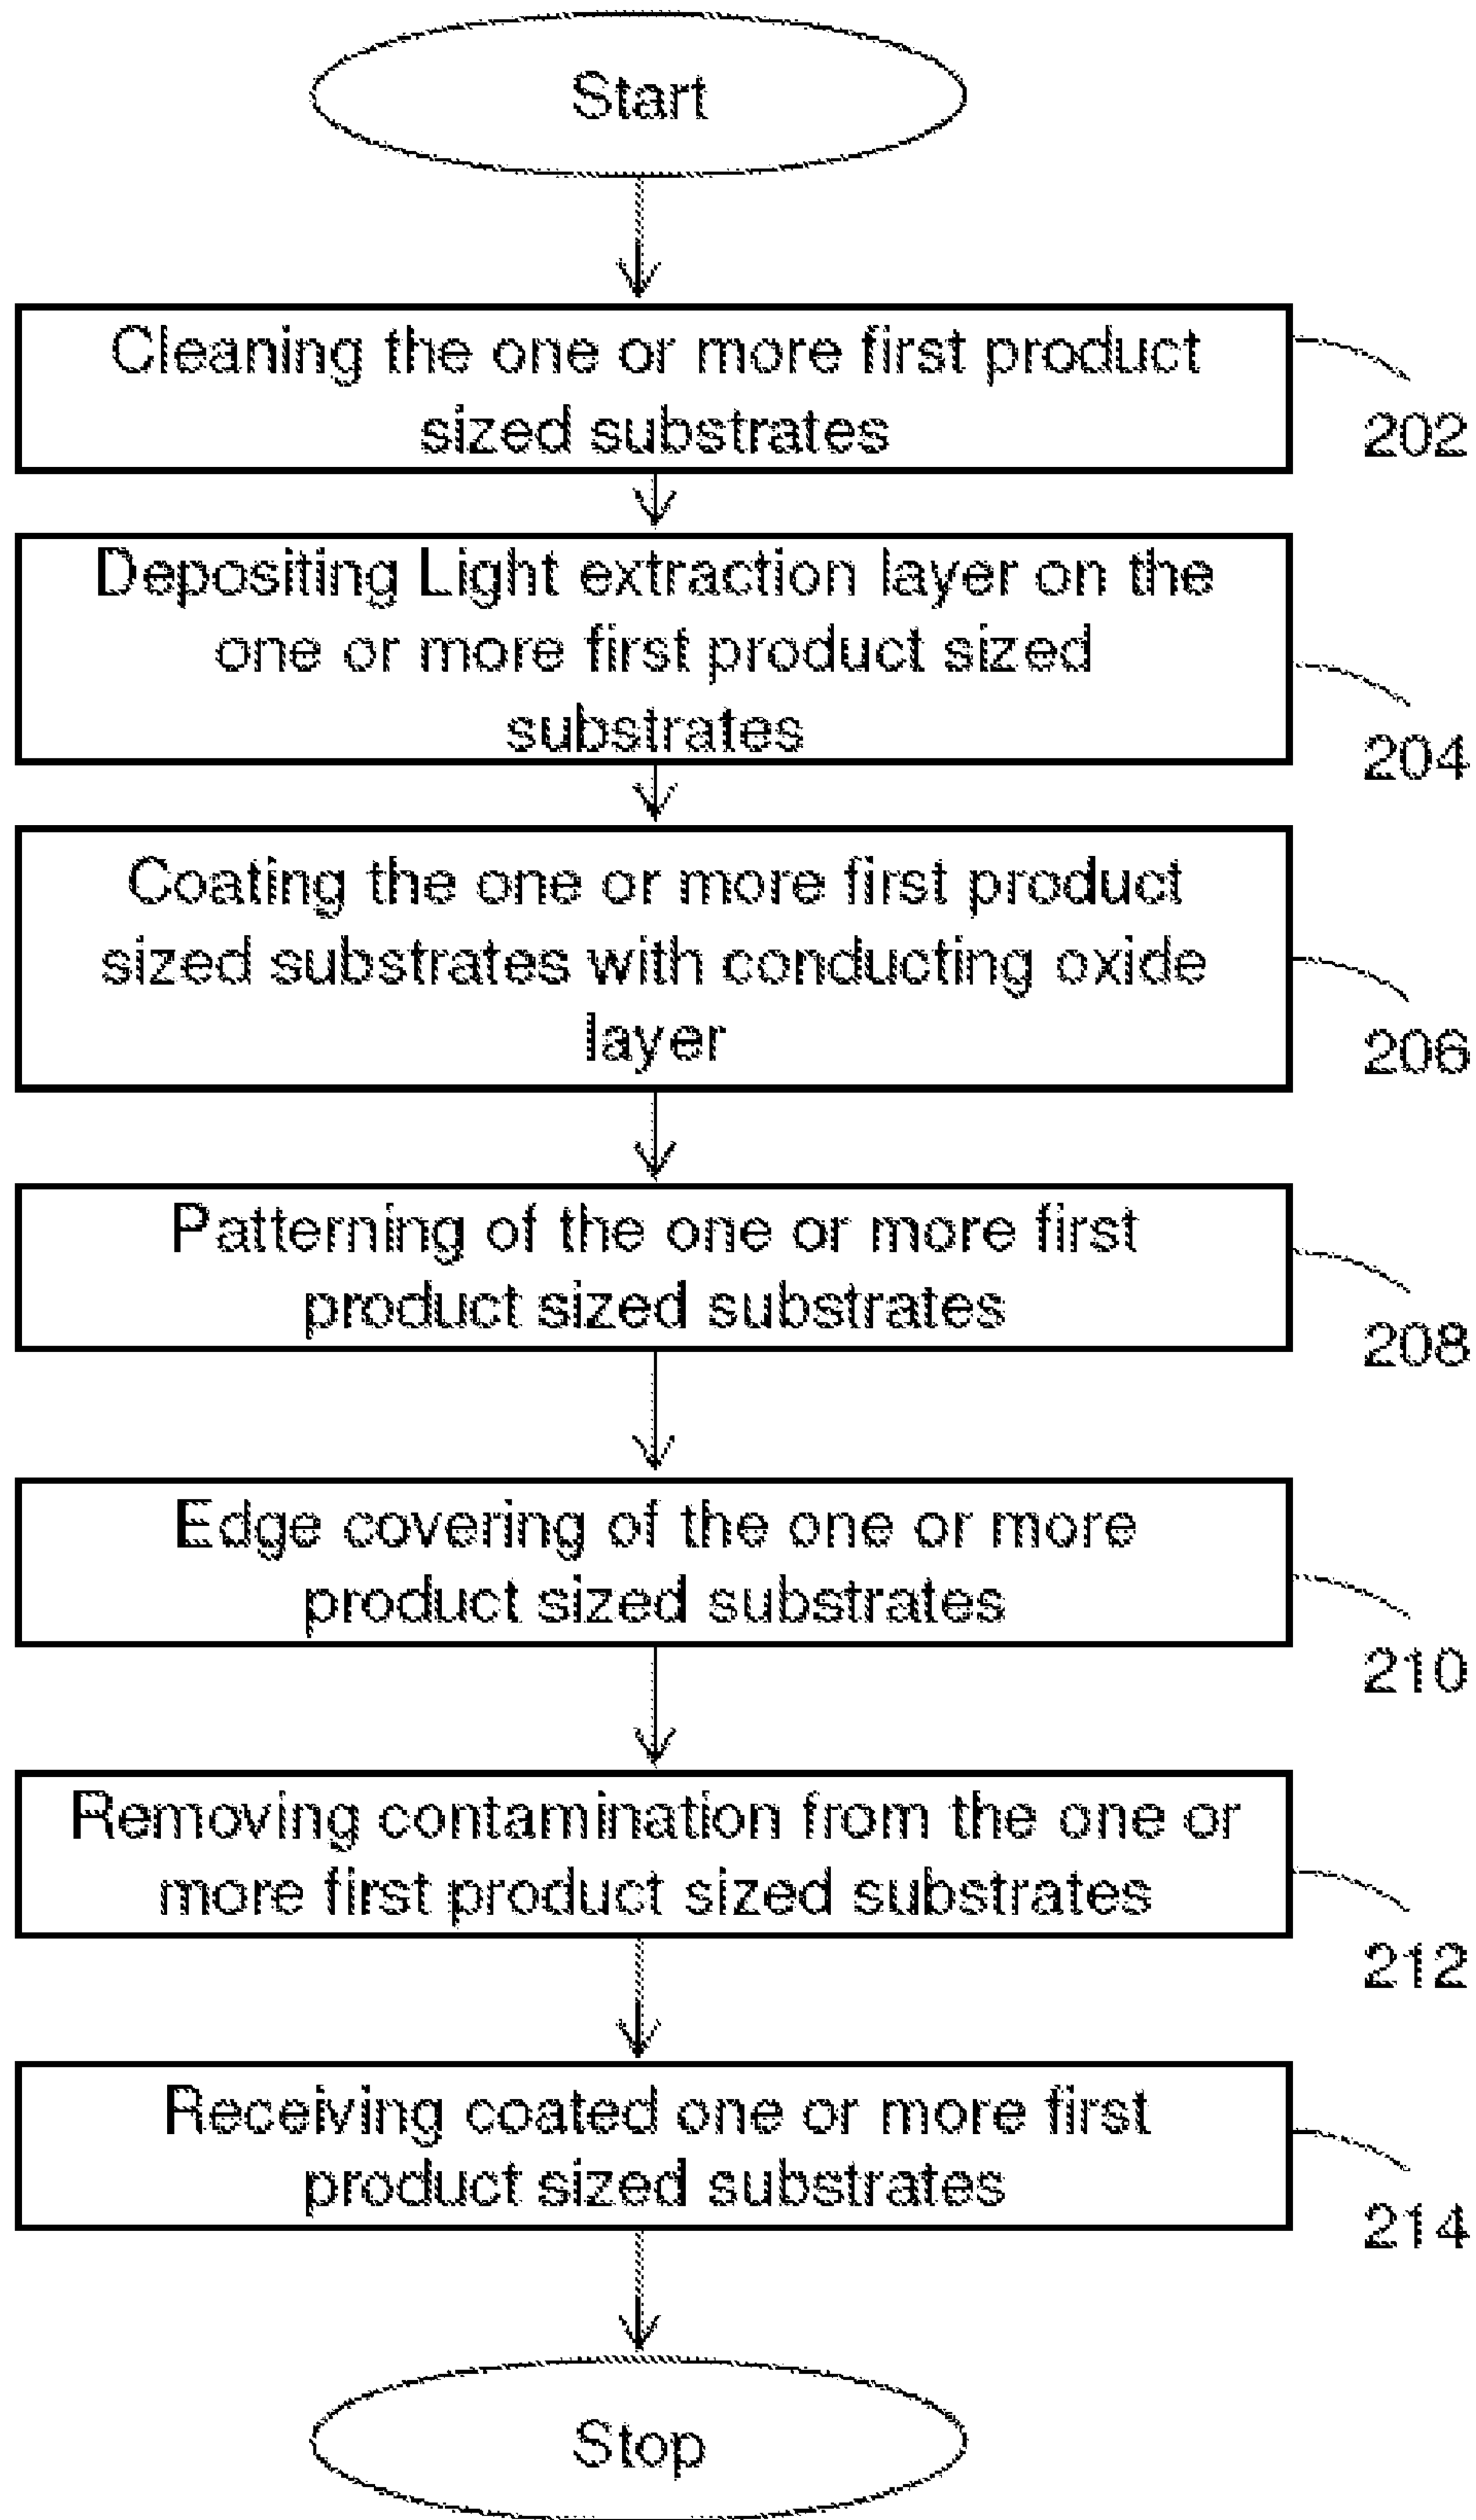 Start
Cleaning the one or more first product
sized substrates
202
Depositing Light extraction layer on the
one or more first product sized
substrates
204
Coating the one or more first product
sized substrates with conducting oxide
layer
206
Patterning of the one or more first
product sized substrates
208
Edge covering of the one or more
product sized substrates
210
Removing contamination from the one or
more first product sized substrates
212
Receiving coated one or more first
product sized substrates
214
Stop